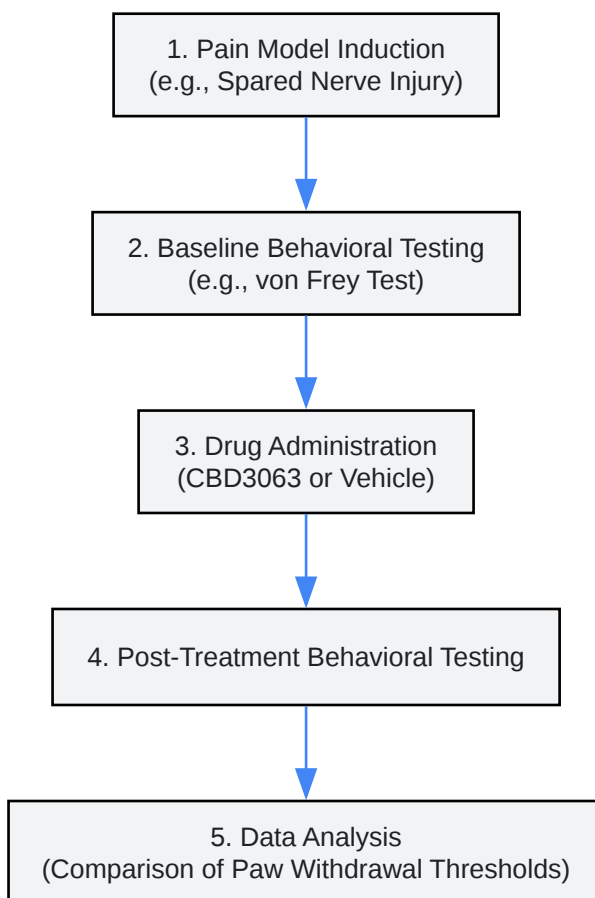 1. Pain Model Induction
(e.g., Spared Nerve Injury)
2. Baseline Behavioral Testing
(e.g., von Frey Test)
3. Drug Administration
(CBD3063 or Vehicle)
4. Post-Treatment Behavioral Testing
5. Data Analysis
(Comparison of Paw Withdrawal Thresholds)